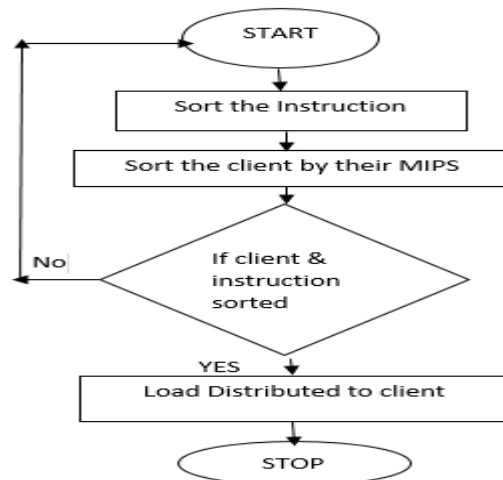 START
Sort the Instruction
Sort the client by their MIPS
If client &
instruction
sorted
No
YES
Load Distributed to client
STOP